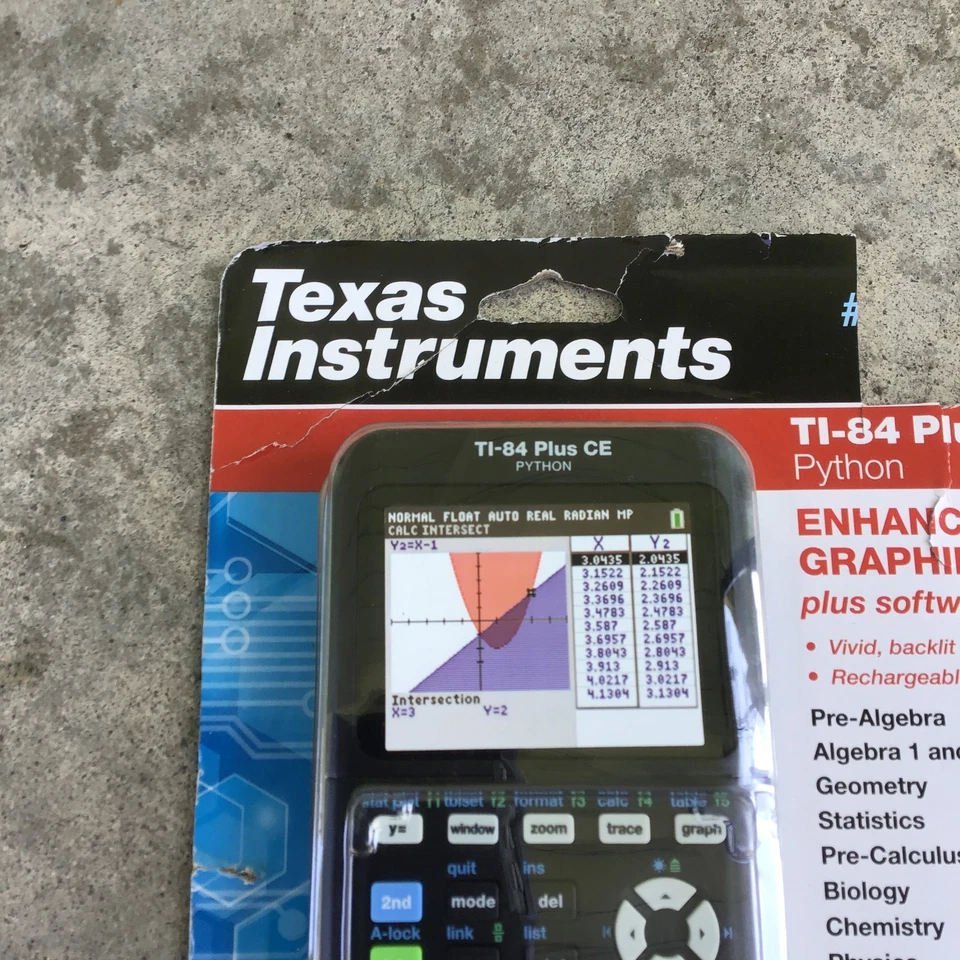 Texas
Instruments
#
TI-84 Plu
Python
TI-84 Plus CE
PYTHON
NORMAL FLOAT AUTO REAL RADIAN MP
CALC INTERSECT
Y2=X-1
X Y2
3.0435 2.0435
3.1522 2.1522
3.2609 2.2609
3.3696 2.3696
3.4783 2.4783
3.587 2.587
3.6957 2.6957
3.8043 2.8043
3.913 2.913
4.0217 3.0217
4.1304 3.1304
Intersection
X=3 Y=2
ENHANC
GRAPHI
plus softw
• Vivid, backlit
• Rechargeabl
Pre-Algebra
Algebra 1 and
Geometry
Statistics
Pre-Calculus
Biology
Chemistry
Physics
stat plot f1 tblset f2 format f3 calc f4 table f5
y= window zoom trace graph
quit ins
2nd mode del
A-lock link list